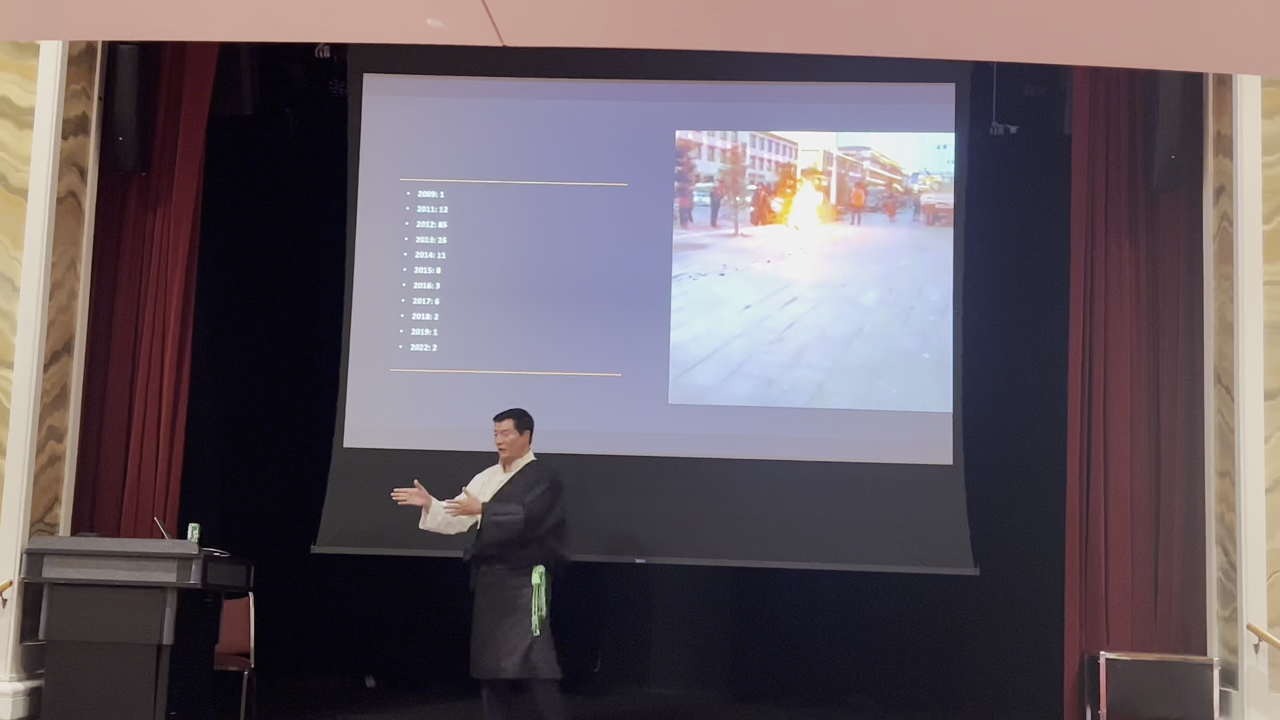 • 2009: 1
• 2011: 12
• 2012: 85
• 2013: 26
• 2014: 11
• 2015: 8
• 2016: 3
• 2017: 6
• 2018: 2
• 2019: 1
• 2022: 2